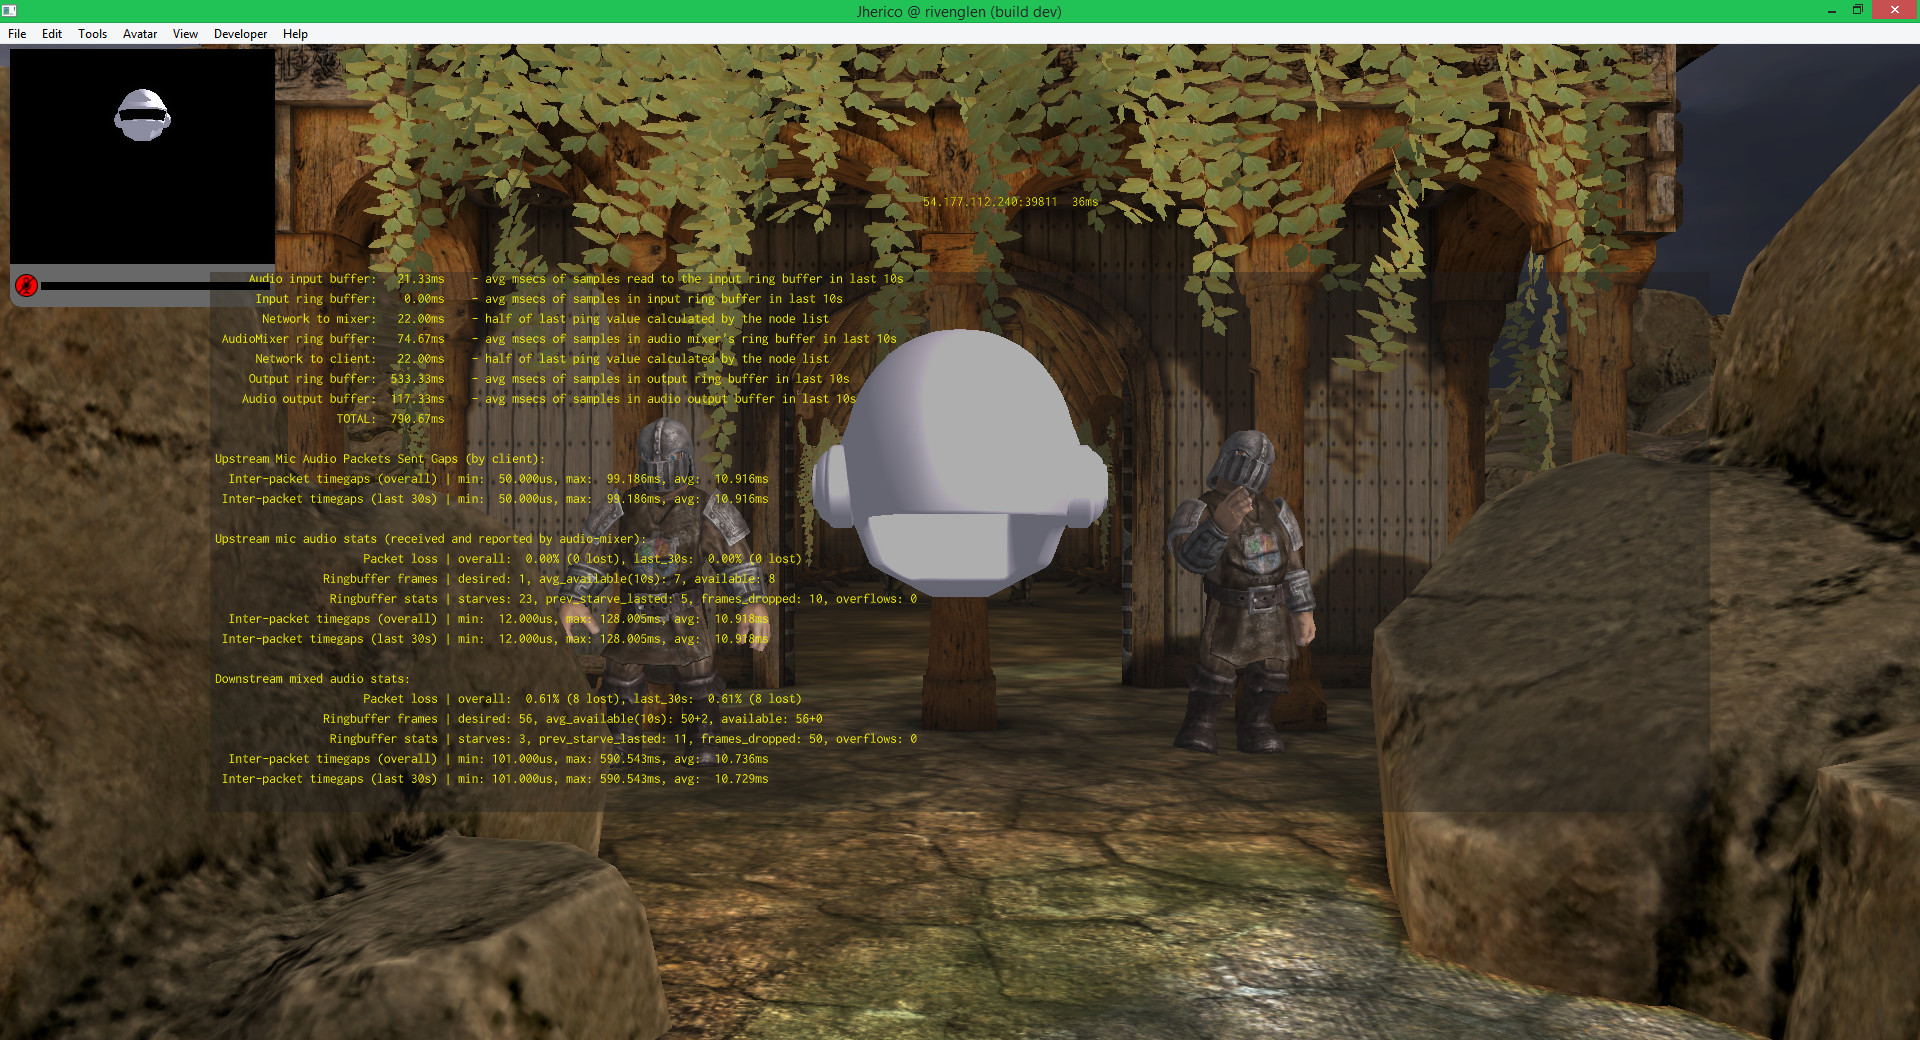 Jherico @ rivenglen (build dev)
File Edit Tools Avatar View Developer Help
54.177.112.240:39811 36ms
Audio input buffer: 21.33ms - avg msecs of samples read to the input ring buffer in last 10s
Input ring buffer: 0.00ms - avg msecs of samples in input ring buffer in last 10s
Network to mixer: 22.00ms - half of last ping value calculated by the node list
AudioMixer ring buffer: 74.67ms - avg msecs of samples in audio mixer's ring buffer in last 10s
Network to client: 22.00ms - half of last ping value calculated by the node list
Output ring buffer: 533.33ms - avg msecs of samples in output ring buffer in last 10s
Audio output buffer: 117.33ms - avg msecs of samples in audio output buffer in last 10s
TOTAL: 790.67ms
Upstream Mic Audio Packets Sent Gaps (by client):
Inter-packet timegaps (overall) | min: 50.000us, max: 99.186ms, avg: 10.916ms
Inter-packet timegaps (last 30s) | min: 50.000us, max: 99.186ms, avg: 10.916ms
Upstream mic audio stats (received and reported by audio-mixer):
Packet loss | overall: 0.00% (0 lost), last_30s: 0.00% (0 lost)
Ringbuffer frames | desired: 1, avg_available(10s): 7, available: 8
Ringbuffer stats | starves: 23, prev_starve_lasted: 5, frames_dropped: 10, overflows: 0
Inter-packet timegaps (overall) | min: 12.000us, max: 128.005ms, avg: 10.918ms
Inter-packet timegaps (last 30s) | min: 12.000us, max: 128.005ms, avg: 10.918ms
Downstream mixed audio stats:
Packet loss | overall: 0.61% (8 lost), last_30s: 0.61% (8 lost)
Ringbuffer frames | desired: 56, avg_available(10s): 50+2, available: 56+0
Ringbuffer stats | starves: 3, prev_starve_lasted: 11, frames_dropped: 50, overflows: 0
Inter-packet timegaps (overall) | min: 101.000us, max: 590.543ms, avg: 10.736ms
Inter-packet timegaps (last 30s) | min: 101.000us, max: 590.543ms, avg: 10.729ms